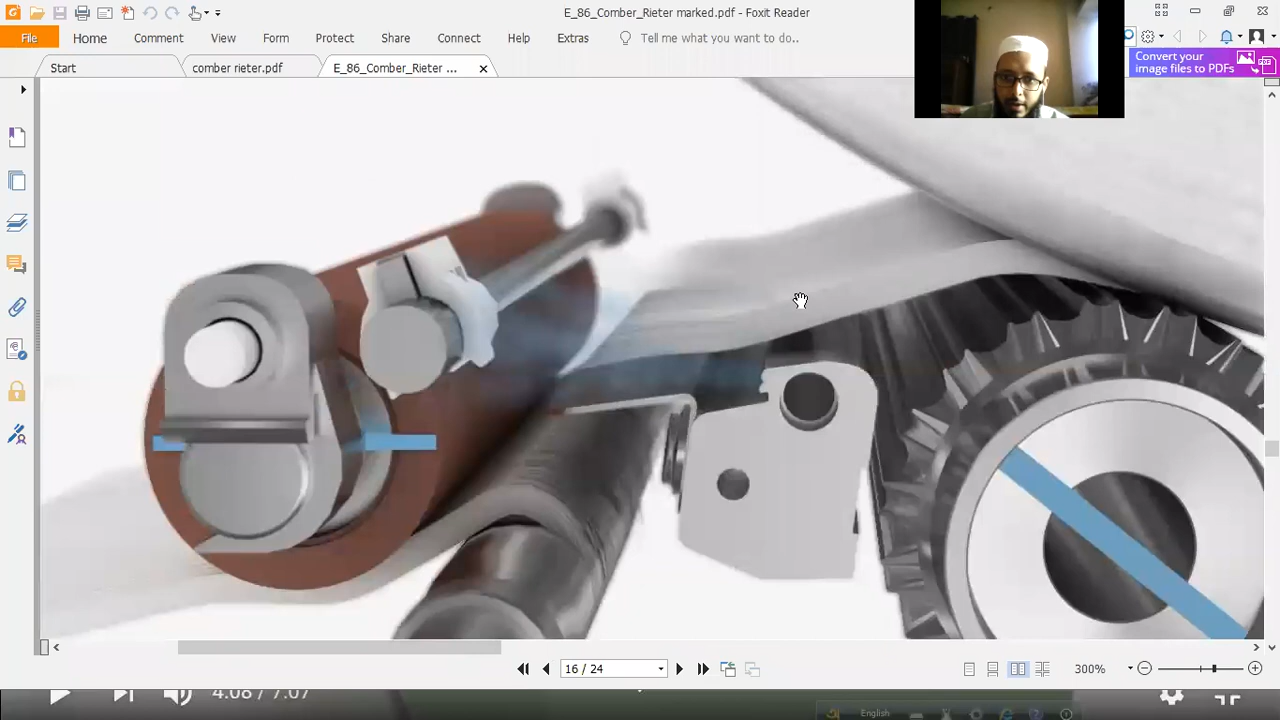 E_86_Comber_Rieter marked.pdf - Foxit Reader
File Home Comment View Form Protect Share Connect Help Extras Tell me what you want to do..
Convert your
image files to PDFs
Start comber rieter.pdf E_86_Comber_Rieter ...
16 / 24 300%
4:08 / 7:07
English